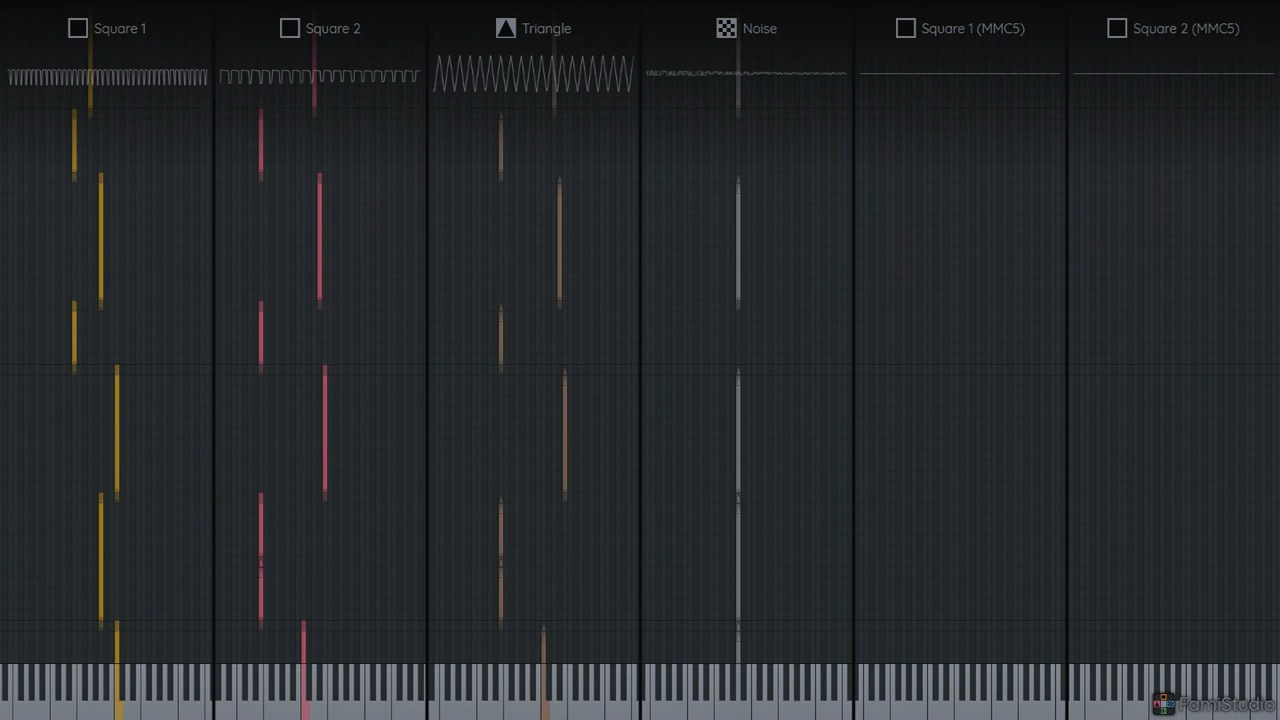 Square 1
Square 2
Triangle
Noise
Square 1 (MMC5)
Square 2 (MMC5)
FamiStudio